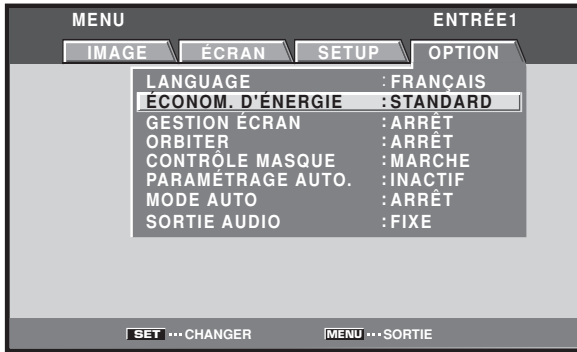 MENU ENTRÉE1
IMAGE ÉCRAN SETUP OPTION
LANGUAGE :FRANÇAIS
ÉCONOM. D'ÉNERGIE :STANDARD
GESTION ÉCRAN :ARRÊT
ORBITER :ARRÊT
CONTRÔLE MASQUE :MARCHE
PARAMÉTRAGE AUTO. :INACTIF
MODE AUTO :ARRÊT
SORTIE AUDIO :FIXE
SET ··· CHANGER MENU ··· SORTIE